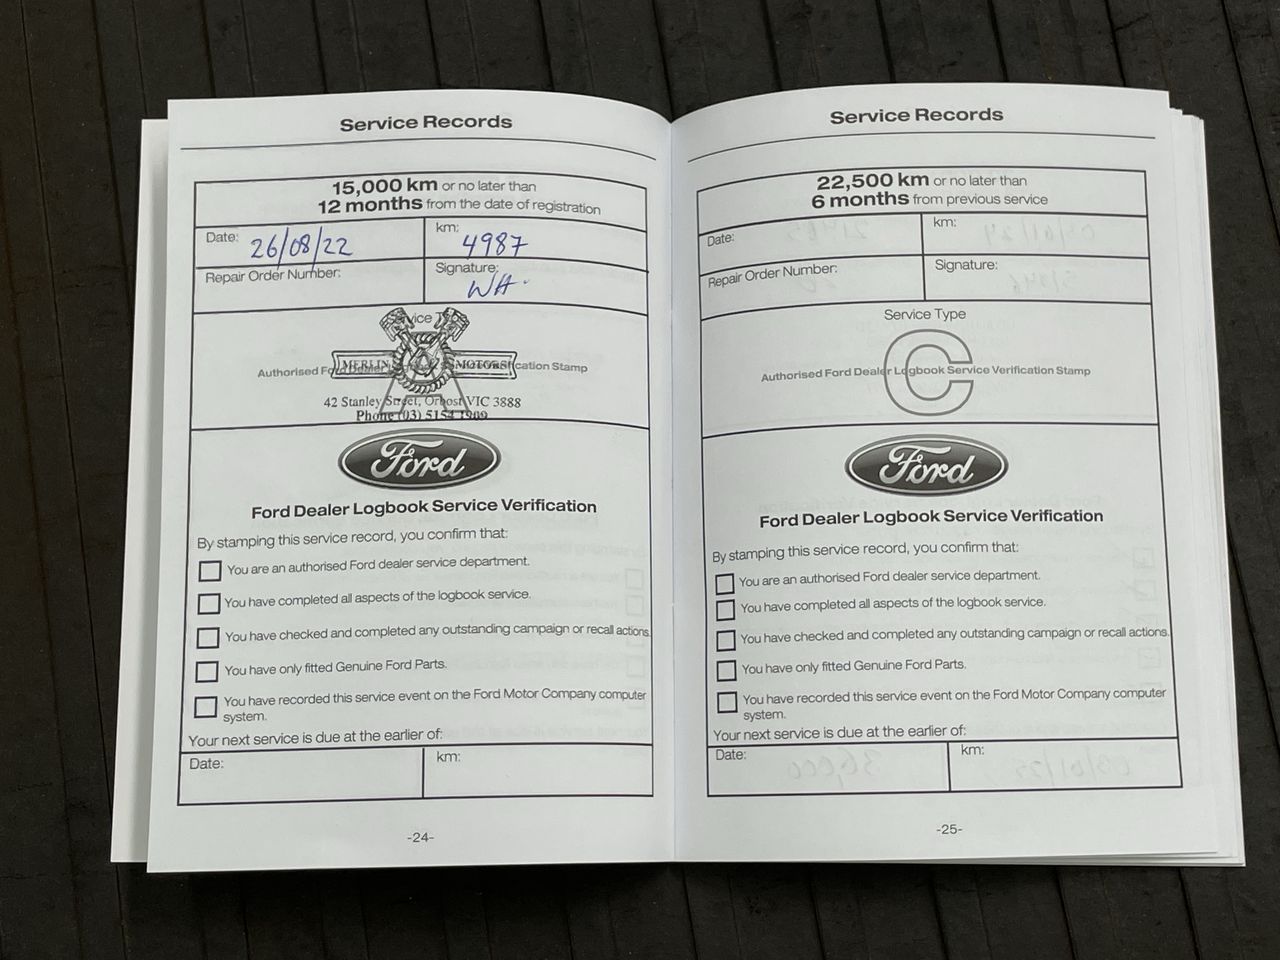 Service Records
15,000 km or no later than
12 months from the date of registration
Date: 26/08/22
km: 4987
Repair Order Number:
Signature: WA
Service Type
MERLIN MOTORS
Authorised Ford Dealer Logbook Service Verification Stamp
42 Stanley Street, Orbost VIC 3888
Phone (03) 5154
Ford
Ford Dealer Logbook Service Verification
By stamping this service record, you confirm that:
You are an authorised Ford dealer service department.
You have completed all aspects of the logbook service.
You have checked and completed any outstanding campaign or recall actions.
You have only fitted Genuine Ford Parts.
You have recorded this service event on the Ford Motor Company computer
system.
Your next service is due at the earlier of:
Date:
km:
-24-
Service Records
22,500 km or no later than
6 months from previous service
Date:
km:
Repair Order Number:
Signature:
Service Type
C
Authorised Ford Dealer Logbook Service Verification Stamp
Ford
Ford Dealer Logbook Service Verification
By stamping this service record, you confirm that:
You are an authorised Ford dealer service department.
You have completed all aspects of the logbook service.
You have checked and completed any outstanding campaign or recall actions.
You have only fitted Genuine Ford Parts.
You have recorded this service event on the Ford Motor Company computer
system.
Your next service is due at the earlier of:
Date:
km:
-25-